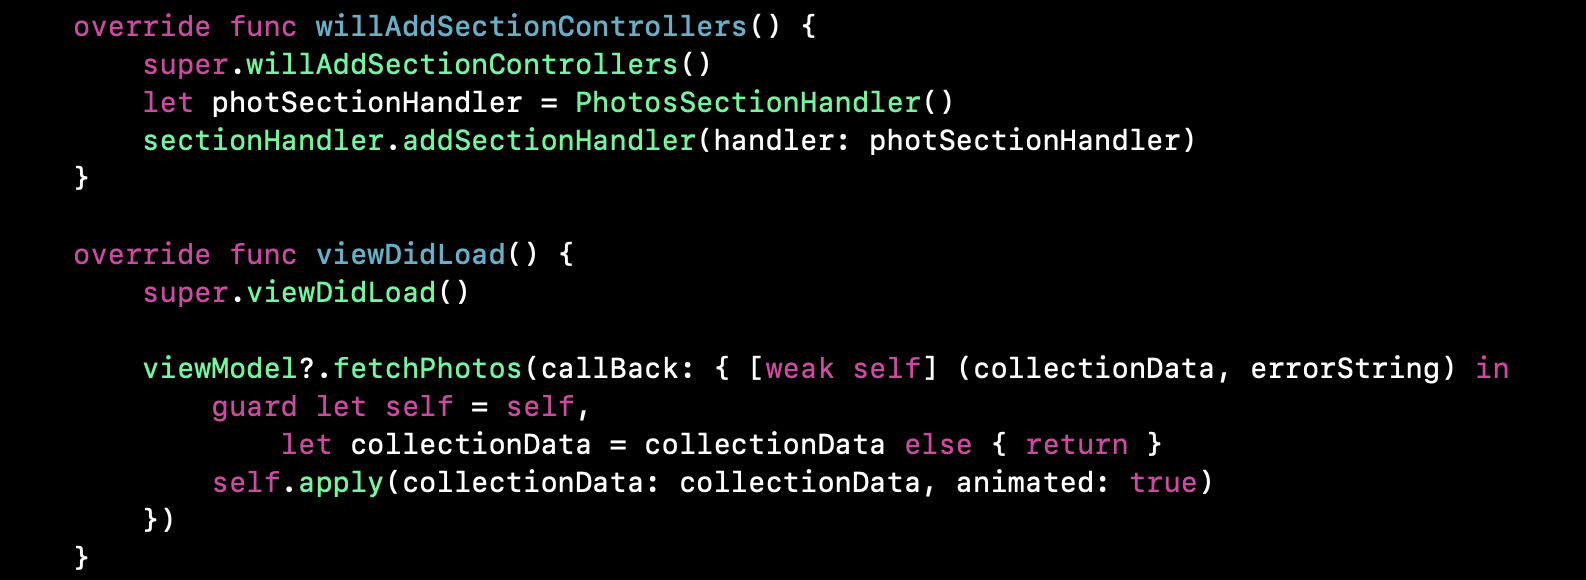 override func willAddSectionControllers() {
super.willAddSectionControllers()
let photSectionHandler = PhotosSectionHandler()
sectionHandler.addSectionHandler(handler: photSectionHandler)
}
override func viewDidLoad() {
super.viewDidLoad()
viewModel?.fetchPhotos(callBack: { [weak self] (collectionData, errorString) in
guard let self = self,
let collectionData = collectionData else { return }
self.apply(collectionData: collectionData, animated: true)
})
}